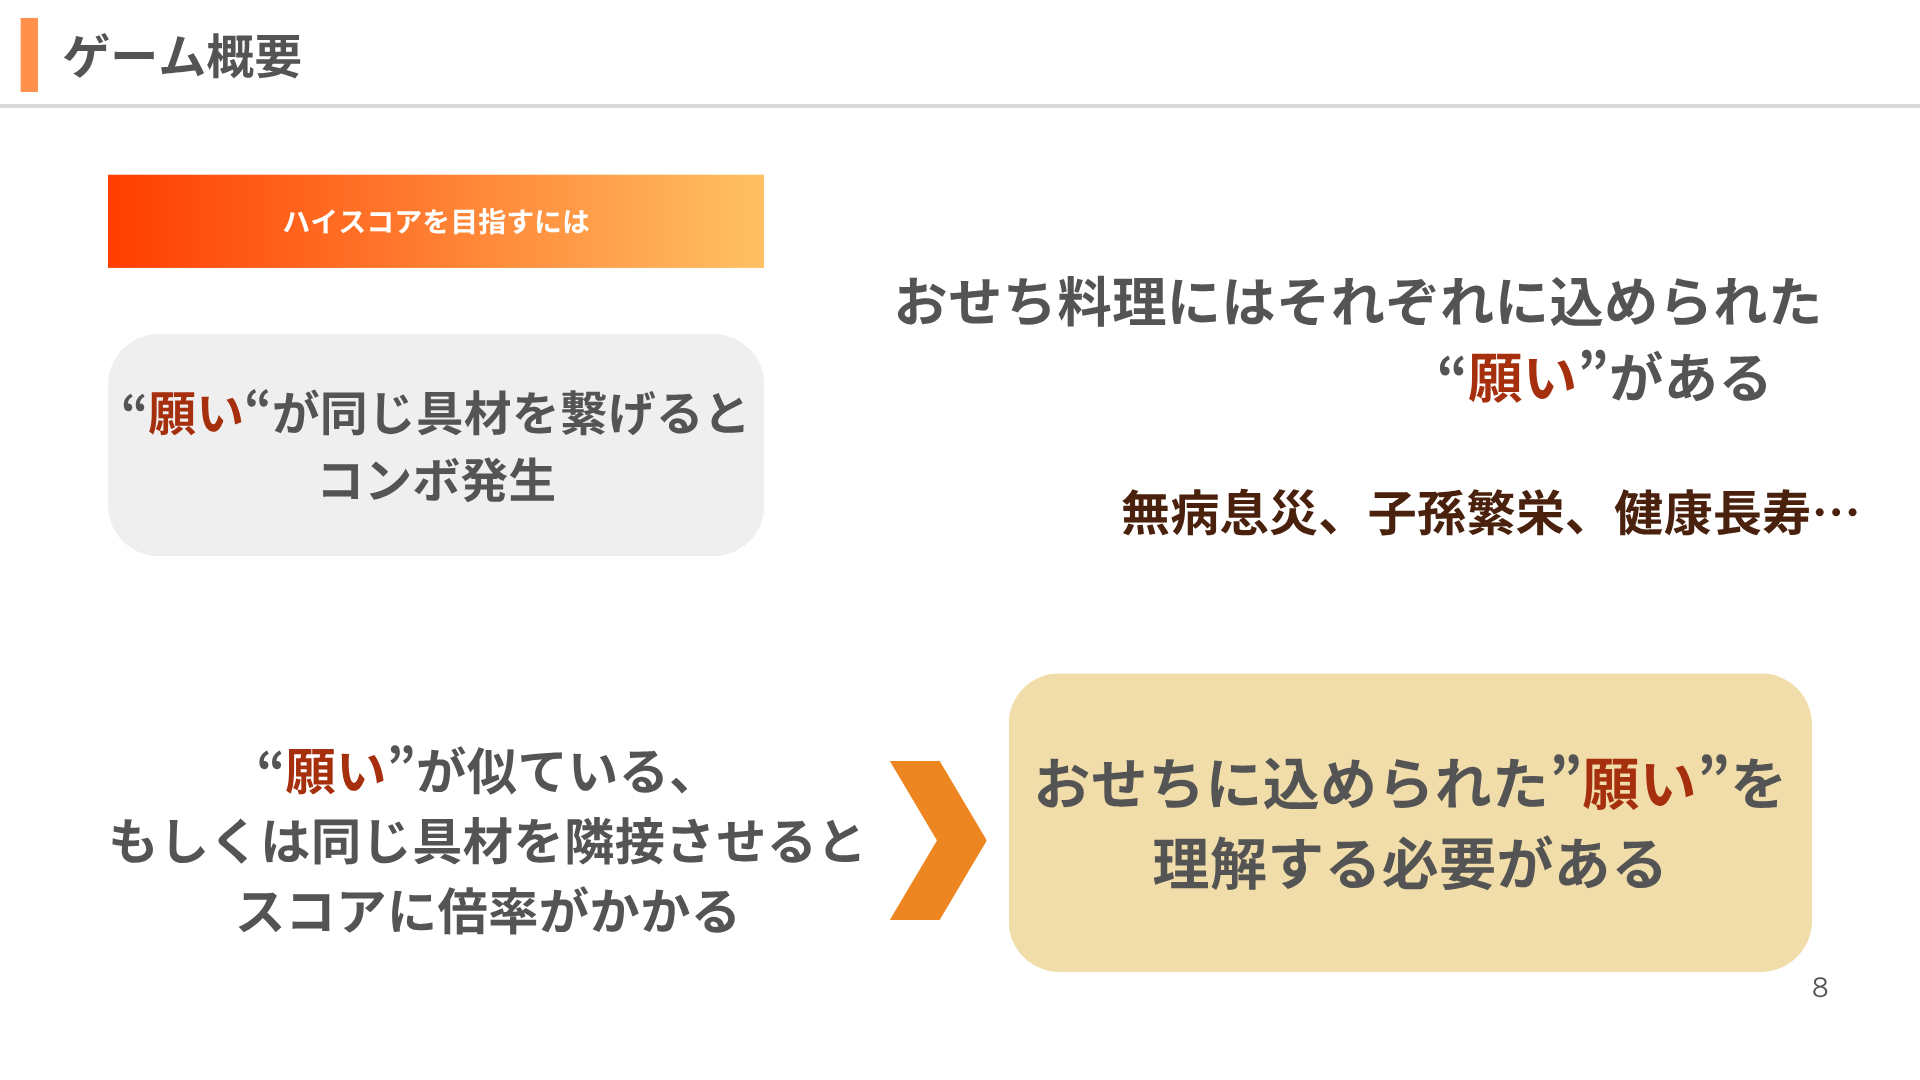 ゲーム概要
ハイスコアを目指すには
“願い“が同じ具材を繋げると
コンボ発生
おせち料理にはそれぞれに込められた
“願い”がある
無病息災、子孫繁栄、健康長寿…
“願い”が似ている、
もしくは同じ具材を隣接させると
スコアに倍率がかかる
おせちに込められた”願い”を
理解する必要がある
8